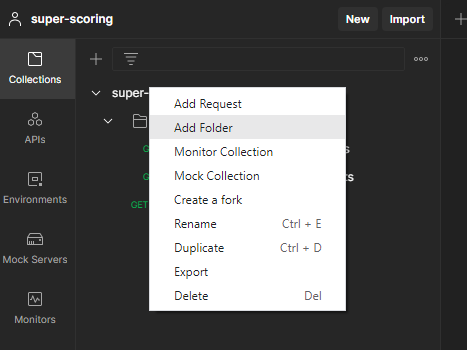 super-scoring
New
Import
Collections
super-
Add Request
Add Folder
Monitor Collection
Mock Collection
Create a fork
Rename Ctrl + E
Duplicate Ctrl + D
Export
Delete Del
GET
APIs
Environments
Mock Servers
Monitors